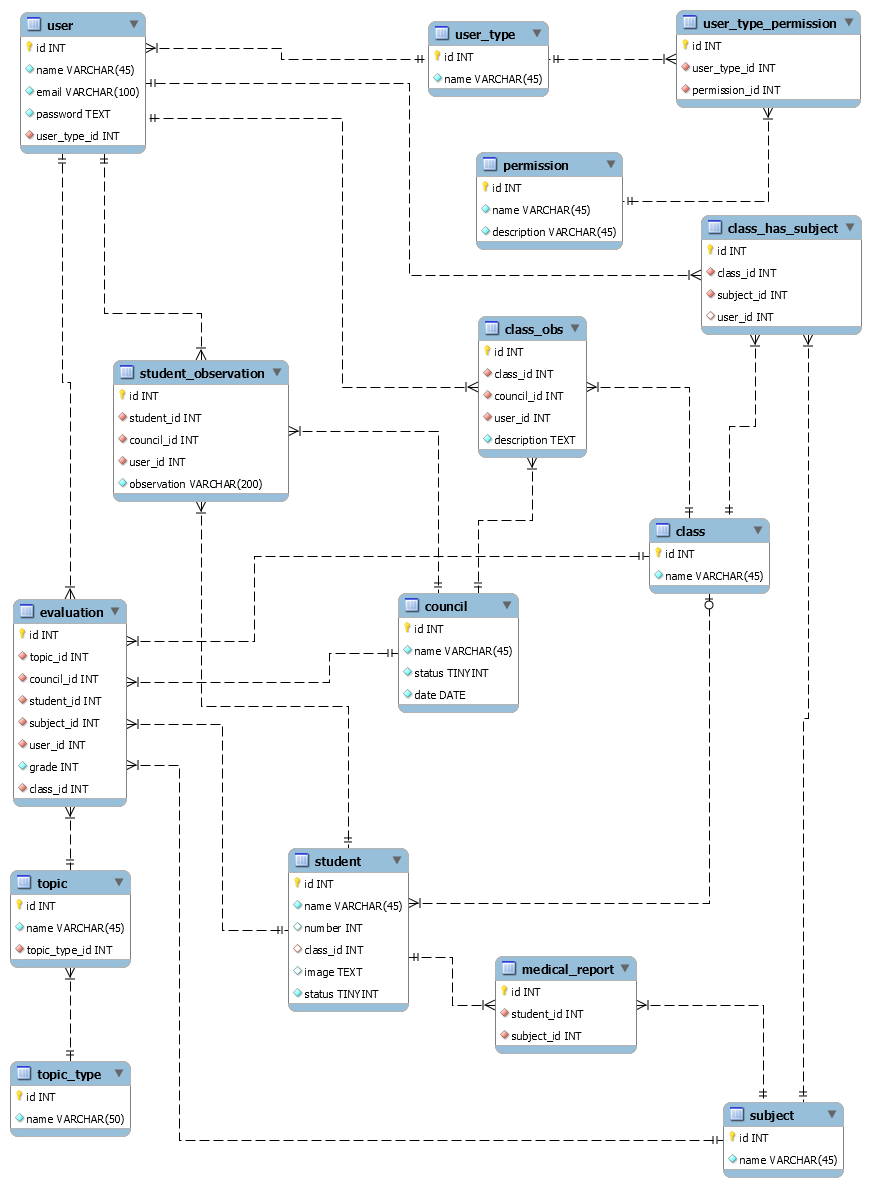 user
id INT
name VARCHAR(45)
email VARCHAR(100)
password TEXT
user_type_id INT
user_type
id INT
name VARCHAR(45)
user_type_permission
id INT
user_type_id INT
permission_id INT
permission
id INT
name VARCHAR(45)
description VARCHAR(45)
class_has_subject
id INT
class_id INT
subject_id INT
user_id INT
class_obs
id INT
class_id INT
council_id INT
user_id INT
description TEXT
student_observation
id INT
student_id INT
council_id INT
user_id INT
observation VARCHAR(200)
class
id INT
name VARCHAR(45)
evaluation
id INT
topic_id INT
council_id INT
student_id INT
subject_id INT
user_id INT
grade INT
class_id INT
council
id INT
name VARCHAR(45)
status TINYINT
date DATE
student
id INT
name VARCHAR(45)
number INT
class_id INT
image TEXT
status TINYINT
topic
id INT
name VARCHAR(45)
topic_type_id INT
medical_report
id INT
student_id INT
subject_id INT
topic_type
id INT
name VARCHAR(50)
subject
id INT
name VARCHAR(45)